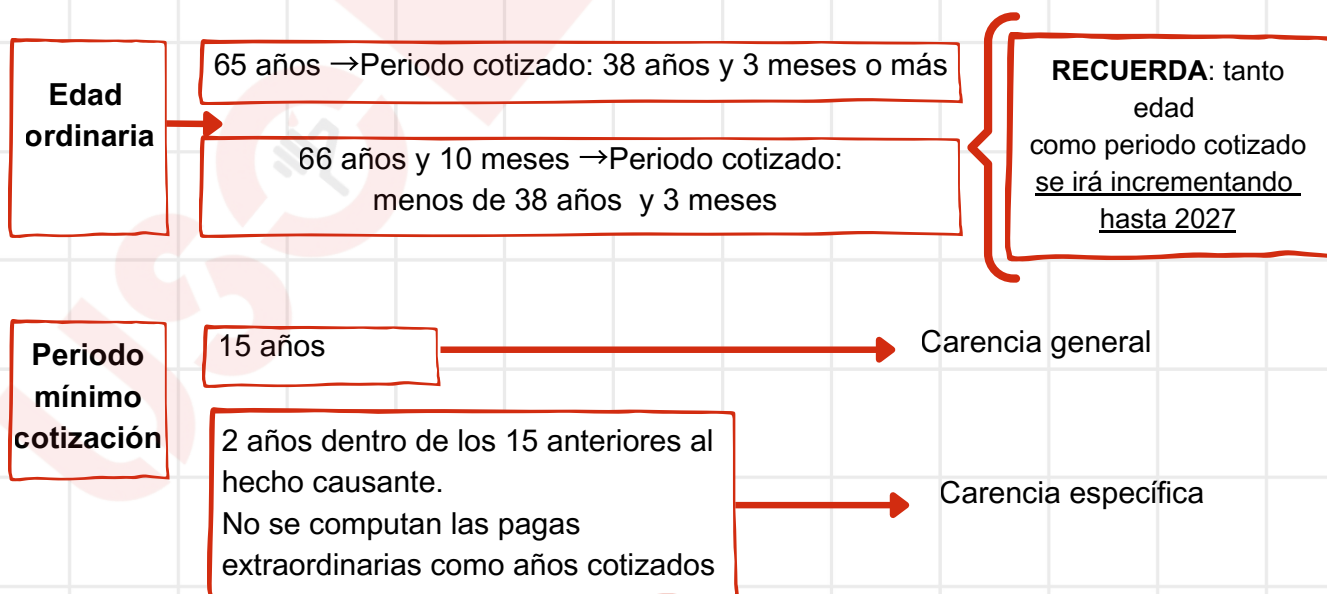 Edad
ordinaria
65 años →Periodo cotizado: 38 años y 3 meses o más
66 años y 10 meses →Periodo cotizado:
menos de 38 años y 3 meses
RECUERDA: tanto
edad
como periodo cotizado
se irá incrementando
hasta 2027
Periodo
mínimo
cotización
15 años
Carencia general
2 años dentro de los 15 anteriores al
hecho causante.
No se computan las pagas
extraordinarias como años cotizados
Carencia específica
USO